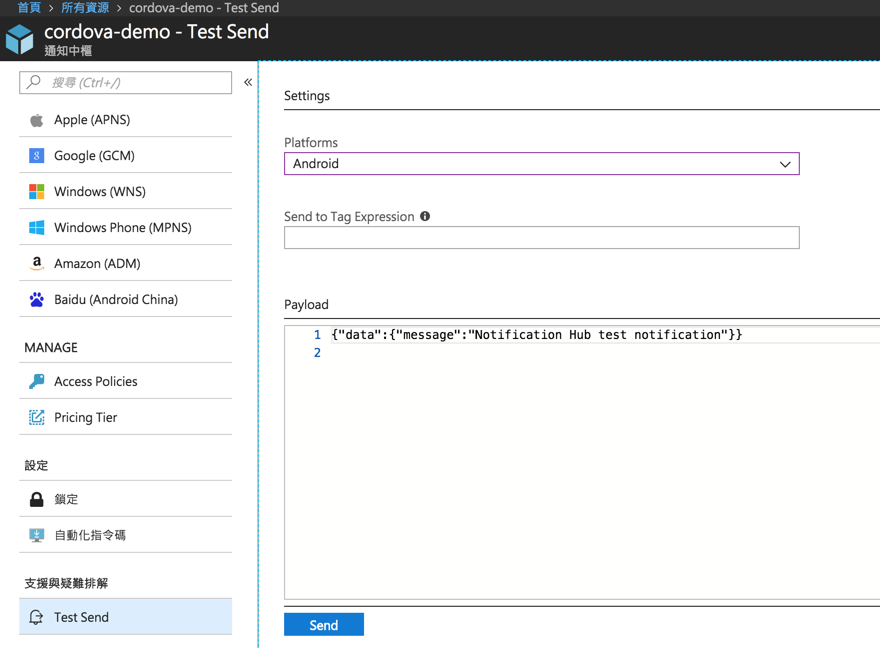 首頁 > 所有資源 > cordova-demo - Test Send
cordova-demo - Test Send
通知中樞
搜尋 (Ctrl+/)
«
Apple (APNS)
8 Google (GCM)
Windows (WNS)
Windows Phone (MPNS)
a Amazon (ADM)
Baidu (Android China)
MANAGE
Access Policies
Pricing Tier
設定
鎖定
自動化指令碼
支援與疑難排解
Test Send
Settings
Platforms
Android
Send to Tag Expression
Payload
1 {"data":{"message":"Notification Hub test notification"}}
2
Send